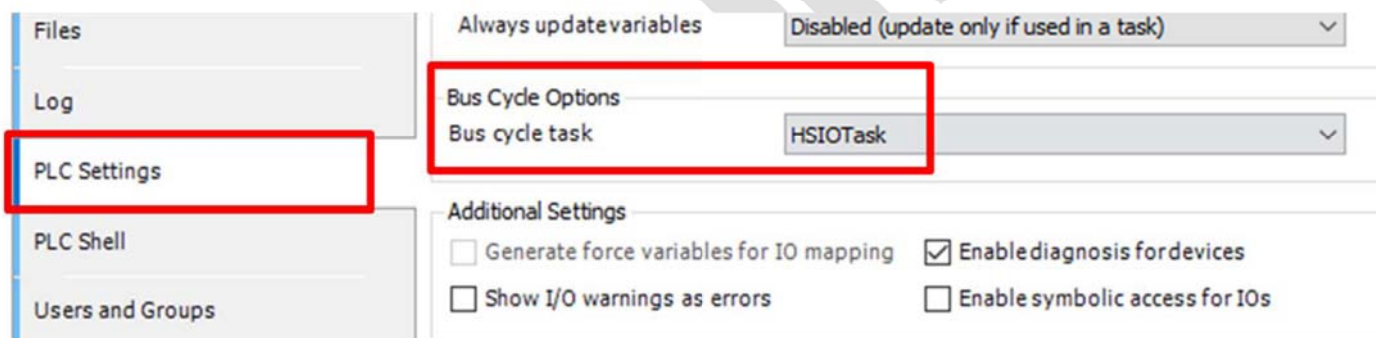 Files
Log
PLC Settings
PLC Shell
Users and Groups
Always update variables Disabled (update only if used in a task)
Bus Cycle Options
Bus cycle task HSIOTask
Additional Settings
Generate force variables for IO mapping Enable diagnosis for devices
Show I/O warnings as errors Enable symbolic access for IOs